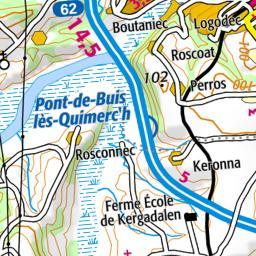 62
Boutaniec
Logodec
14,5
Roscoat
102
100
Perros
Pont-de-Buis
lès-Quimerc'h
Rosconnec
Keronna
5
Ferme École
de Kergadalen